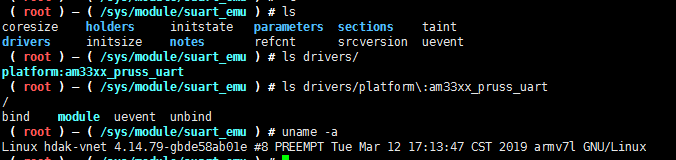 ( root ) – ( /sys/module/suart_emu ) # ls
coresize holders initstate parameters sections taint
drivers initsize notes refcnt srcversion uevent
( root ) – ( /sys/module/suart_emu ) # ls drivers/
platform:am33xx_pruss_uart
( root ) – ( /sys/module/suart_emu ) # ls drivers/platform\:am33xx_pruss_uart
/
bind module uevent unbind
( root ) – ( /sys/module/suart_emu ) # uname -a
Linux hdak-vnet 4.14.79-gbde58ab01e #8 PREEMPT Tue Mar 12 17:13:47 CST 2019 armv7l GNU/Linux
( root ) – ( /sys/module/suart_emu ) #